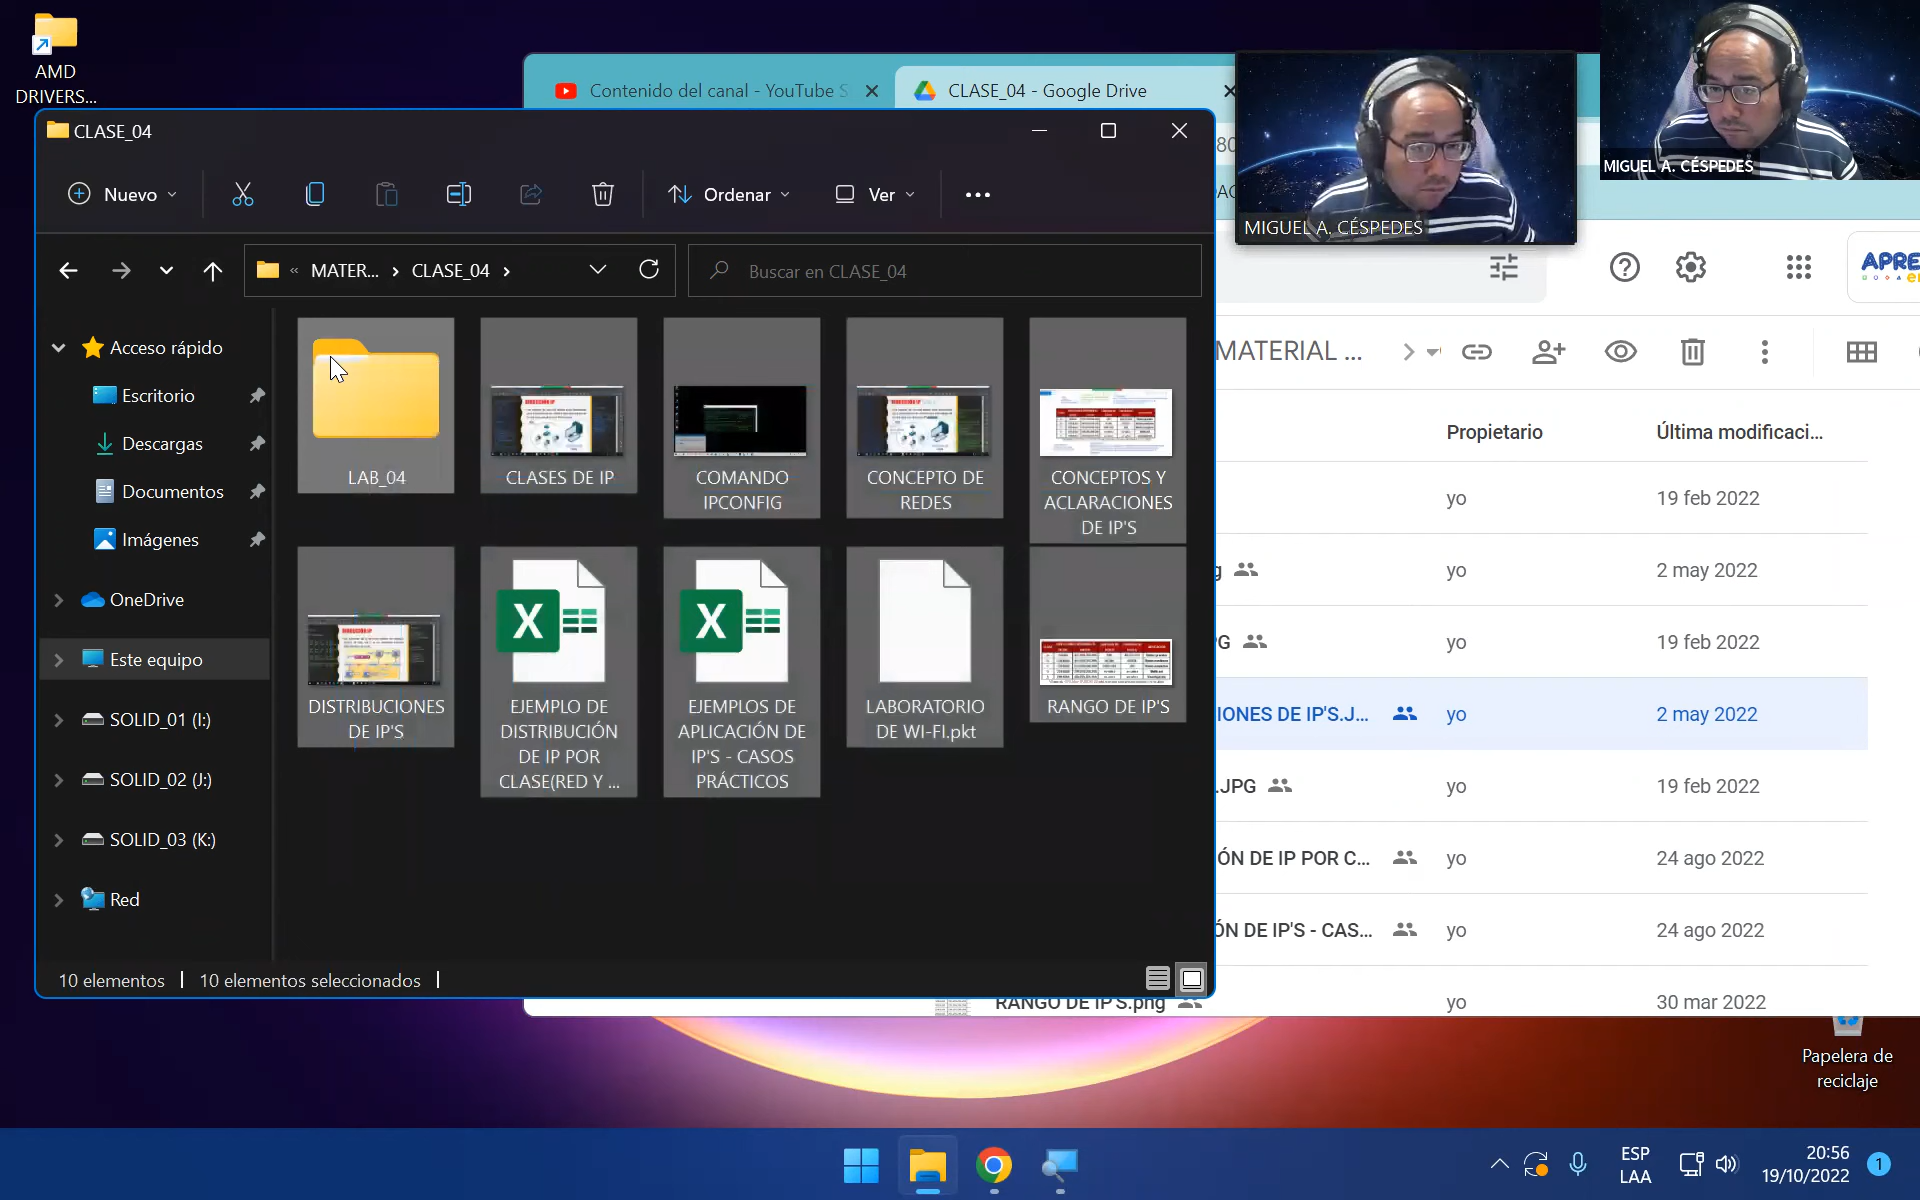 AMD
DRIVERS...
Contenido del canal - YouTube S
CLASE_04 - Google Drive
MIGUEL A. CÉSPEDES
MIGUEL A. CÉSPEDES
CLASE_04
Nuevo
Ordenar
Ver
MATER...
CLASE_04
Buscar en CLASE_04
Acceso rápido
Escritorio
Descargas
Documentos
Imágenes
OneDrive
Este equipo
SOLID_01 (I:)
SOLID_02 (J:)
SOLID_03 (K:)
Red
LAB_04
CLASES DE IP
COMANDO
IPCONFIG
CONCEPTO DE
REDES
CONCEPTOS Y
ACLARACIONES
DE IP'S
DISTRIBUCIONES
DE IP'S
EJEMPLO DE
DISTRIBUCIÓN
DE IP POR
CLASE(RED Y ...
EJEMPLOS DE
APLICACIÓN DE
IP'S - CASOS
PRÁCTICOS
LABORATORIO
DE WI-FI.pkt
RANGO DE IP'S
10 elementos
10 elementos seleccionados
APRE
MATERIAL ...
Propietario
Última modificaci...
yo
19 feb 2022
yo
2 may 2022
PG
yo
19 feb 2022
IONES DE IP'S.J...
yo
2 may 2022
.JPG
yo
19 feb 2022
ÓN DE IP POR C...
yo
24 ago 2022
ÓN DE IP'S - CAS...
yo
24 ago 2022
RANGO DE IP'S.png
yo
30 mar 2022
Papelera de
reciclaje
ESP
LAA
20:56
19/10/2022
1